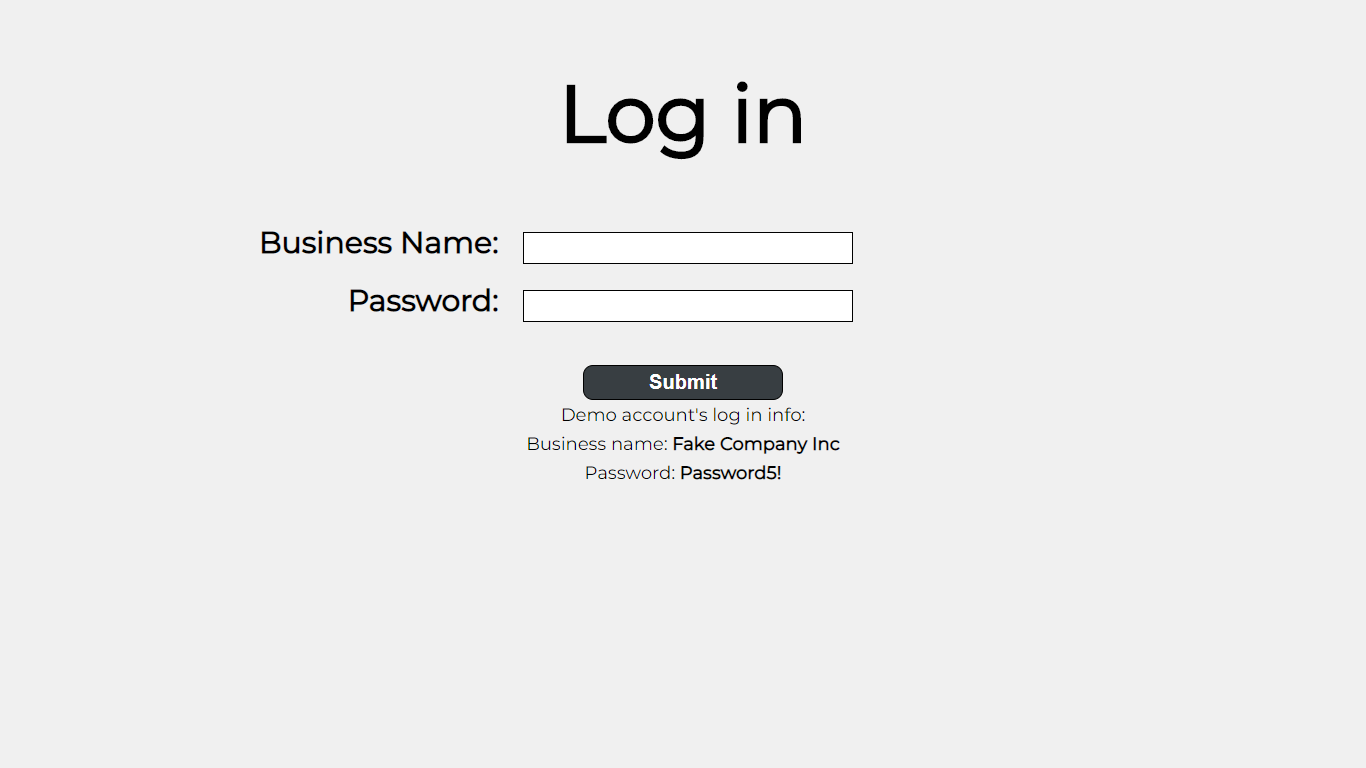 Log in
Business Name:
Password:
Submit
Demo account's log in info:
Business name: Fake Company Inc
Password: Password5!